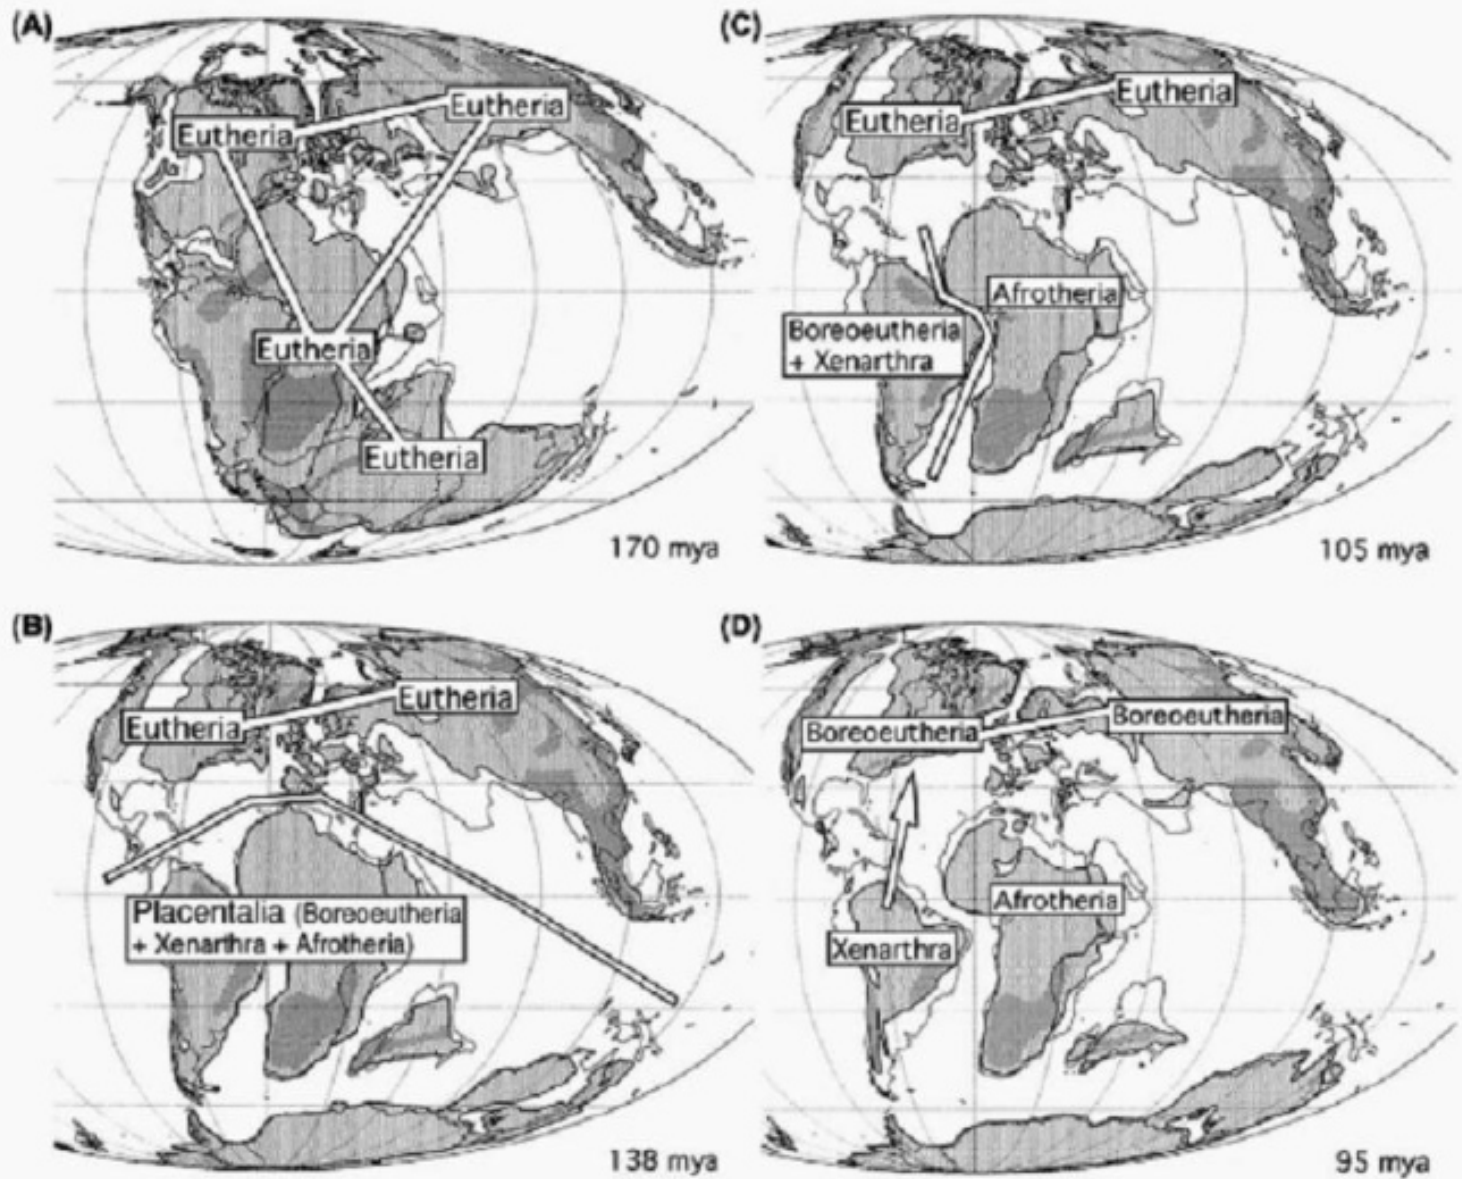 (A)
Eutheria
Eutheria
Eutheria
Eutheria
170 mya
(B)
Eutheria
Eutheria
Placentalia (Boreoeutheria
+ Xenarthra + Afrotheria)
138 mya
(C)
Eutheria
Eutheria
Afrotheria
Boreoeutheria
+ Xenarthra
105 mya
(D)
Boreoeutheria
Boreoeutheria
Afrotheria
Xenarthra
95 mya